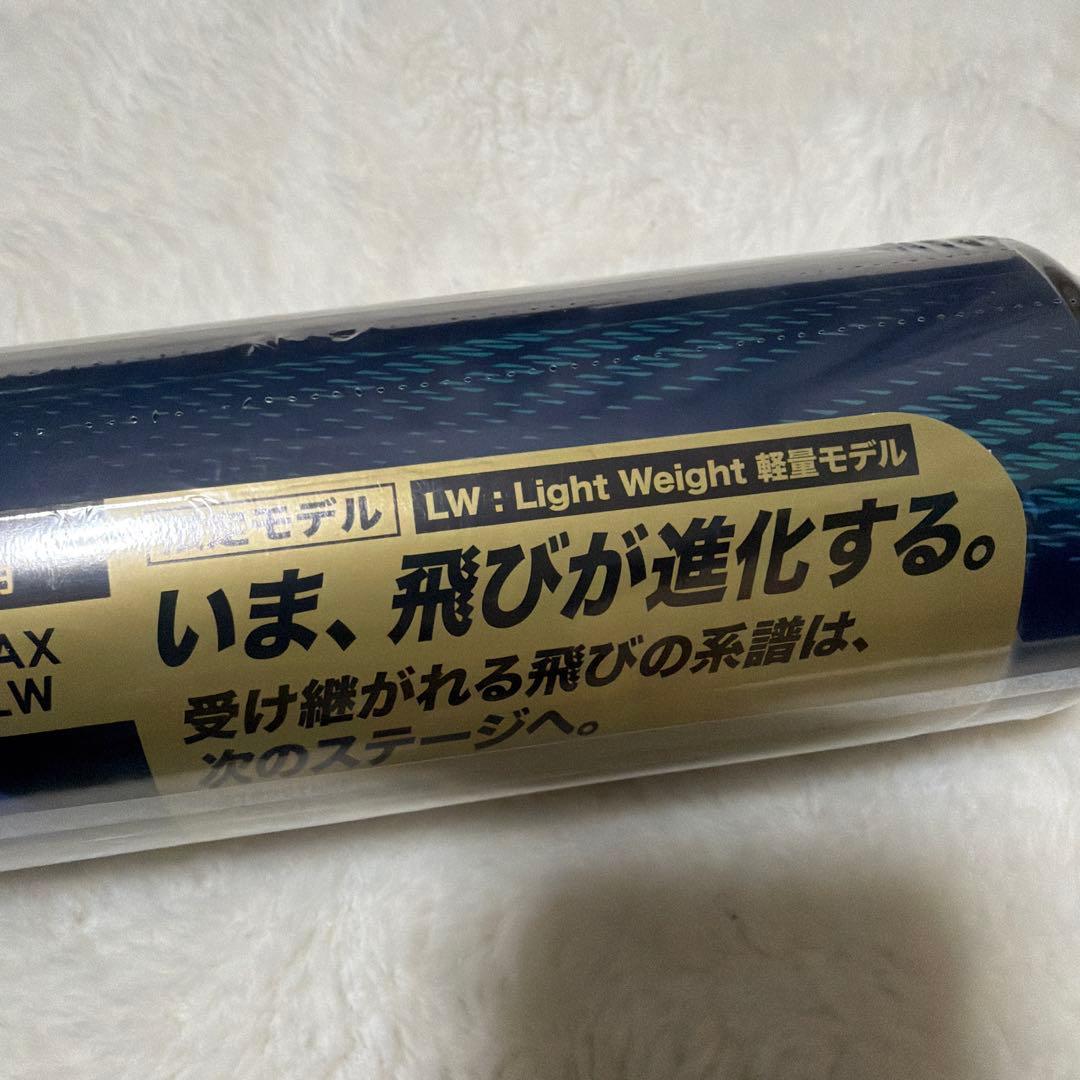 モデル
LW : Light Weight 軽量モデル
いま、飛びが進化する。
受け継がれる飛びの系譜は、
次のステージへ。
AX
LW